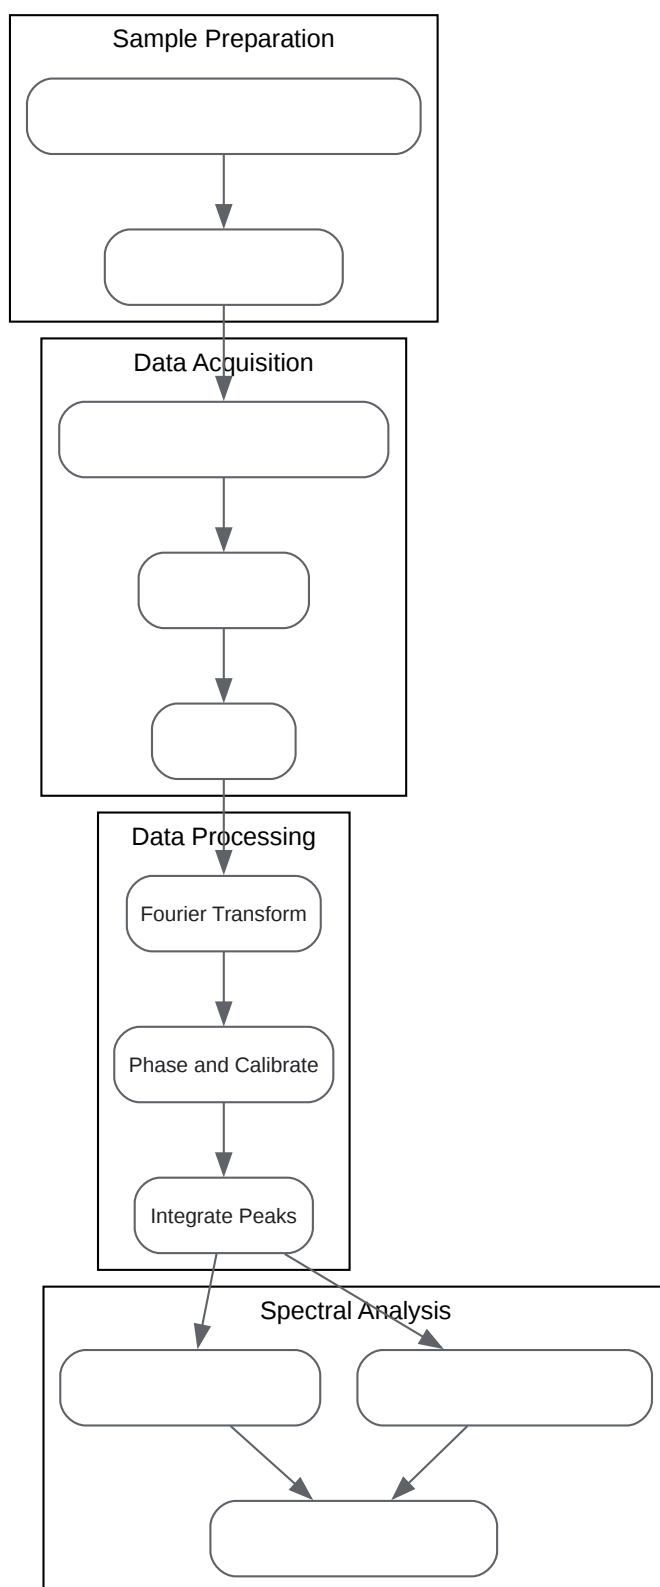 Sample Preparation
Data Acquisition
Data Processing
Fourier Transform
Phase and Calibrate
Integrate Peaks
Spectral Analysis